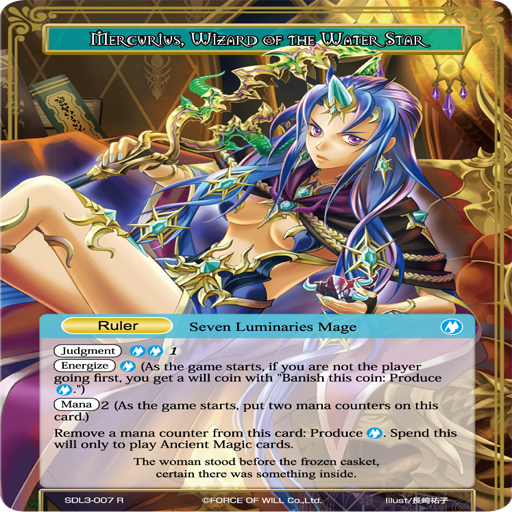 Mercurius, Wizard of the Water Star
Ruler Seven Luminaries Mage
Judgment 1
Energize (As the game starts, if you are not the player
going first, you get a will coin with "Banish this coin: Produce
.")
Mana 2 (As the game starts, put two mana counters on this
card.)
Remove a mana counter from this card: Produce . Spend this
will only to play Ancient Magic cards.
The woman stood before the frozen casket,
certain there was something inside.
SDL3-007 R ©FORCE OF WILL Co.,Ltd. Illust/長崎祐子